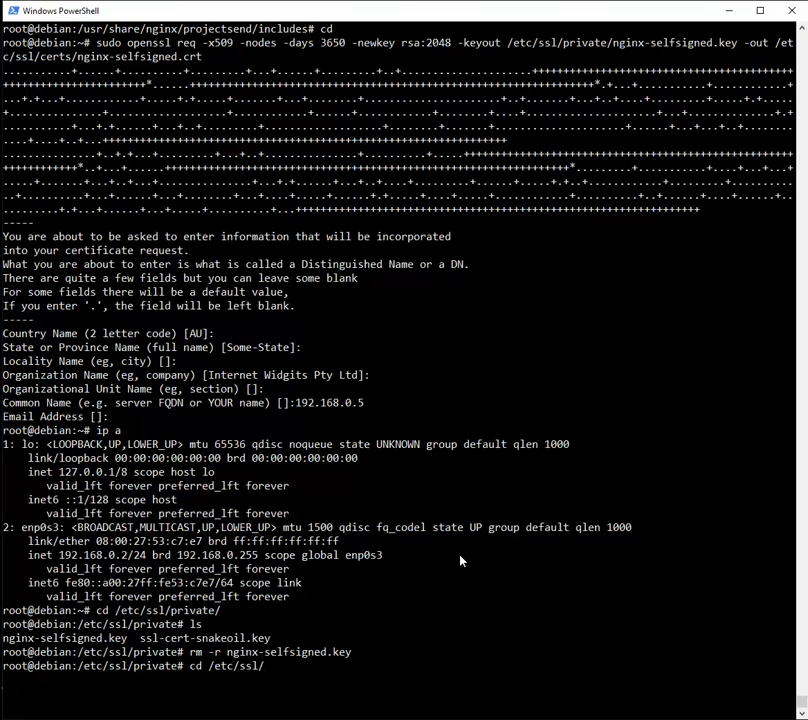 Windows PowerShell
root@debian:/usr/share/nginx/projectsend/includes# cd
root@debian:~# sudo openssl req -x509 -nodes -days 3650 -newkey rsa:2048 -keyout /etc/ssl/private/nginx-selfsigned.key -out /et
c/ssl/certs/nginx-selfsigned.crt
-----
You are about to be asked to enter information that will be incorporated
into your certificate request.
What you are about to enter is what is called a Distinguished Name or a DN.
There are quite a few fields but you can leave some blank
For some fields there will be a default value,
If you enter '.', the field will be left blank.
-----
Country Name (2 letter code) [AU]:
State or Province Name (full name) [Some-State]:
Locality Name (eg, city) []:
Organization Name (eg, company) [Internet Widgits Pty Ltd]:
Organizational Unit Name (eg, section) []:
Common Name (e.g. server FQDN or YOUR name) []:192.168.0.5
Email Address []:
root@debian:~# ip a
1: lo: <LOOPBACK,UP,LOWER_UP> mtu 65536 qdisc noqueue state UNKNOWN group default qlen 1000
    link/loopback 00:00:00:00:00:00 brd 00:00:00:00:00:00
    inet 127.0.0.1/8 scope host lo
       valid_lft forever preferred_lft forever
    inet6 ::1/128 scope host
       valid_lft forever preferred_lft forever
2: enp0s3: <BROADCAST,MULTICAST,UP,LOWER_UP> mtu 1500 qdisc fq_codel state UP group default qlen 1000
    link/ether 08:00:27:53:c7:e7 brd ff:ff:ff:ff:ff:ff
    inet 192.168.0.2/24 brd 192.168.0.255 scope global enp0s3
       valid_lft forever preferred_lft forever
    inet6 fe80::a00:27ff:fe53:c7e7/64 scope link
       valid_lft forever preferred_lft forever
root@debian:~# cd /etc/ssl/private/
root@debian:/etc/ssl/private# ls
nginx-selfsigned.key  ssl-cert-snakeoil.key
root@debian:/etc/ssl/private# rm -r nginx-selfsigned.key
root@debian:/etc/ssl/private# cd /etc/ssl/